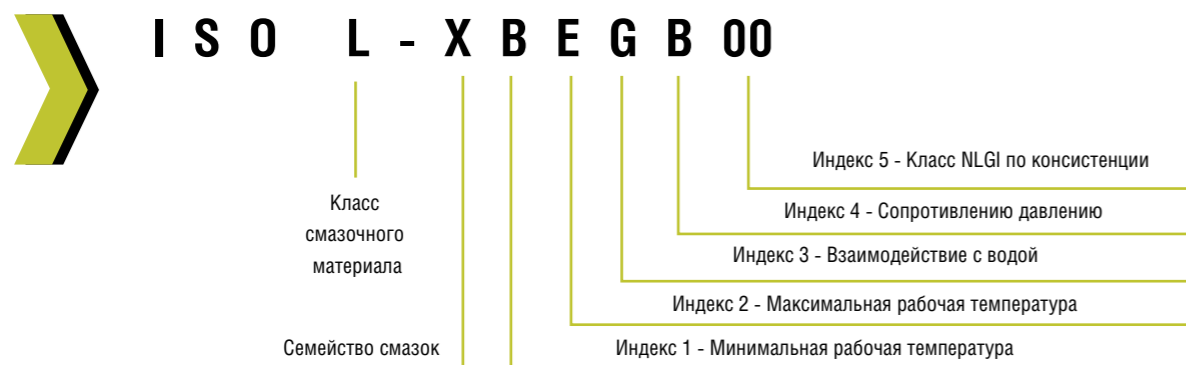 ISO L-XBEGB00
Индекс 5 - Класс NLGI по консистенции
Индекс 4 - Сопротивлению давлению
Класс
смазочного
материала
Индекс 3 - Взаимодействие с водой
Индекс 2 - Максимальная рабочая температура
Семейство смазок
Индекс 1 - Минимальная рабочая температура